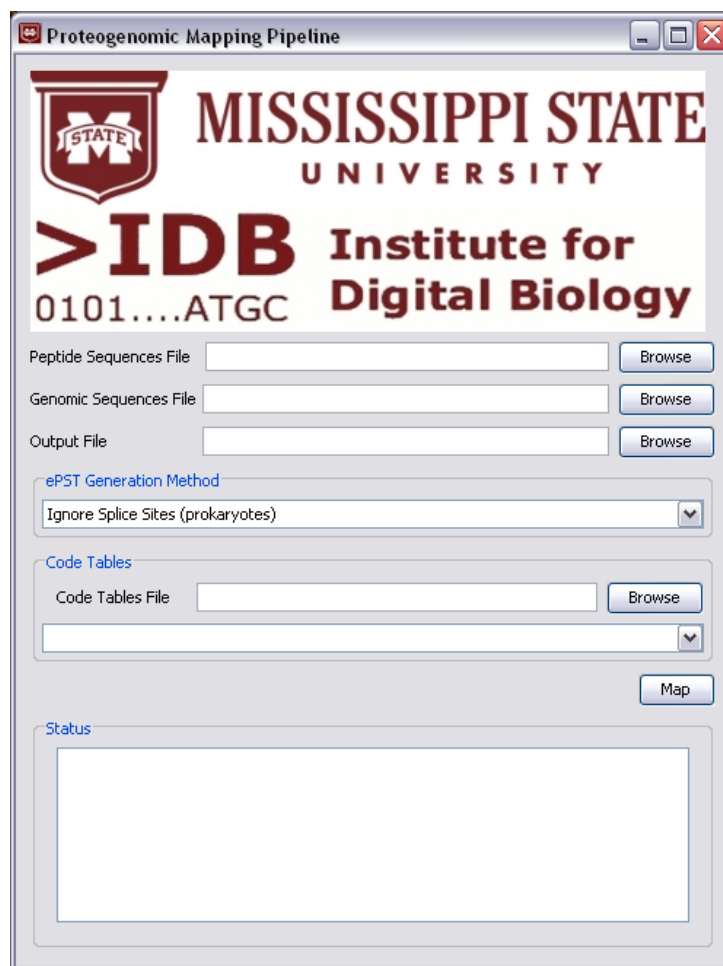 Proteogenomic Mapping Pipeline
STATE
M
MISSISSIPPI STATE
UNIVERSITY
>IDB
Institute for
Digital Biology
0101....ATGC
Peptide Sequences File
Browse
Genomic Sequences File
Browse
Output File
Browse
ePST Generation Method
Ignore Splice Sites (prokaryotes)
Code Tables
Code Tables File
Browse
Map
Status